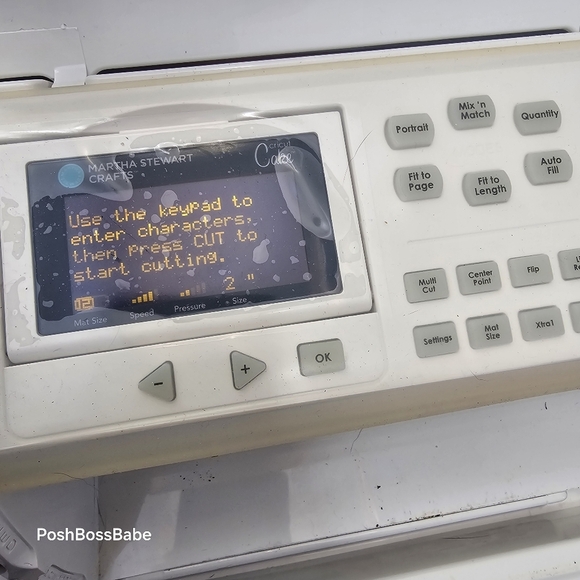 MARTHA STEWART
CRAFTS™
cricut
Cake
Use the keypad to
enter characters,
then press CUT to
start cutting.
12
2 "
Mat Size
Speed
Pressure
Size
-
+
OK
Portrait
Mix 'n
Match
Quantity
Fit to
Page
Fit to
Length
Auto
Fill
Multi
Cut
Center
Point
Flip
Settings
Mat
Size
Xtra1
PoshBossBabe